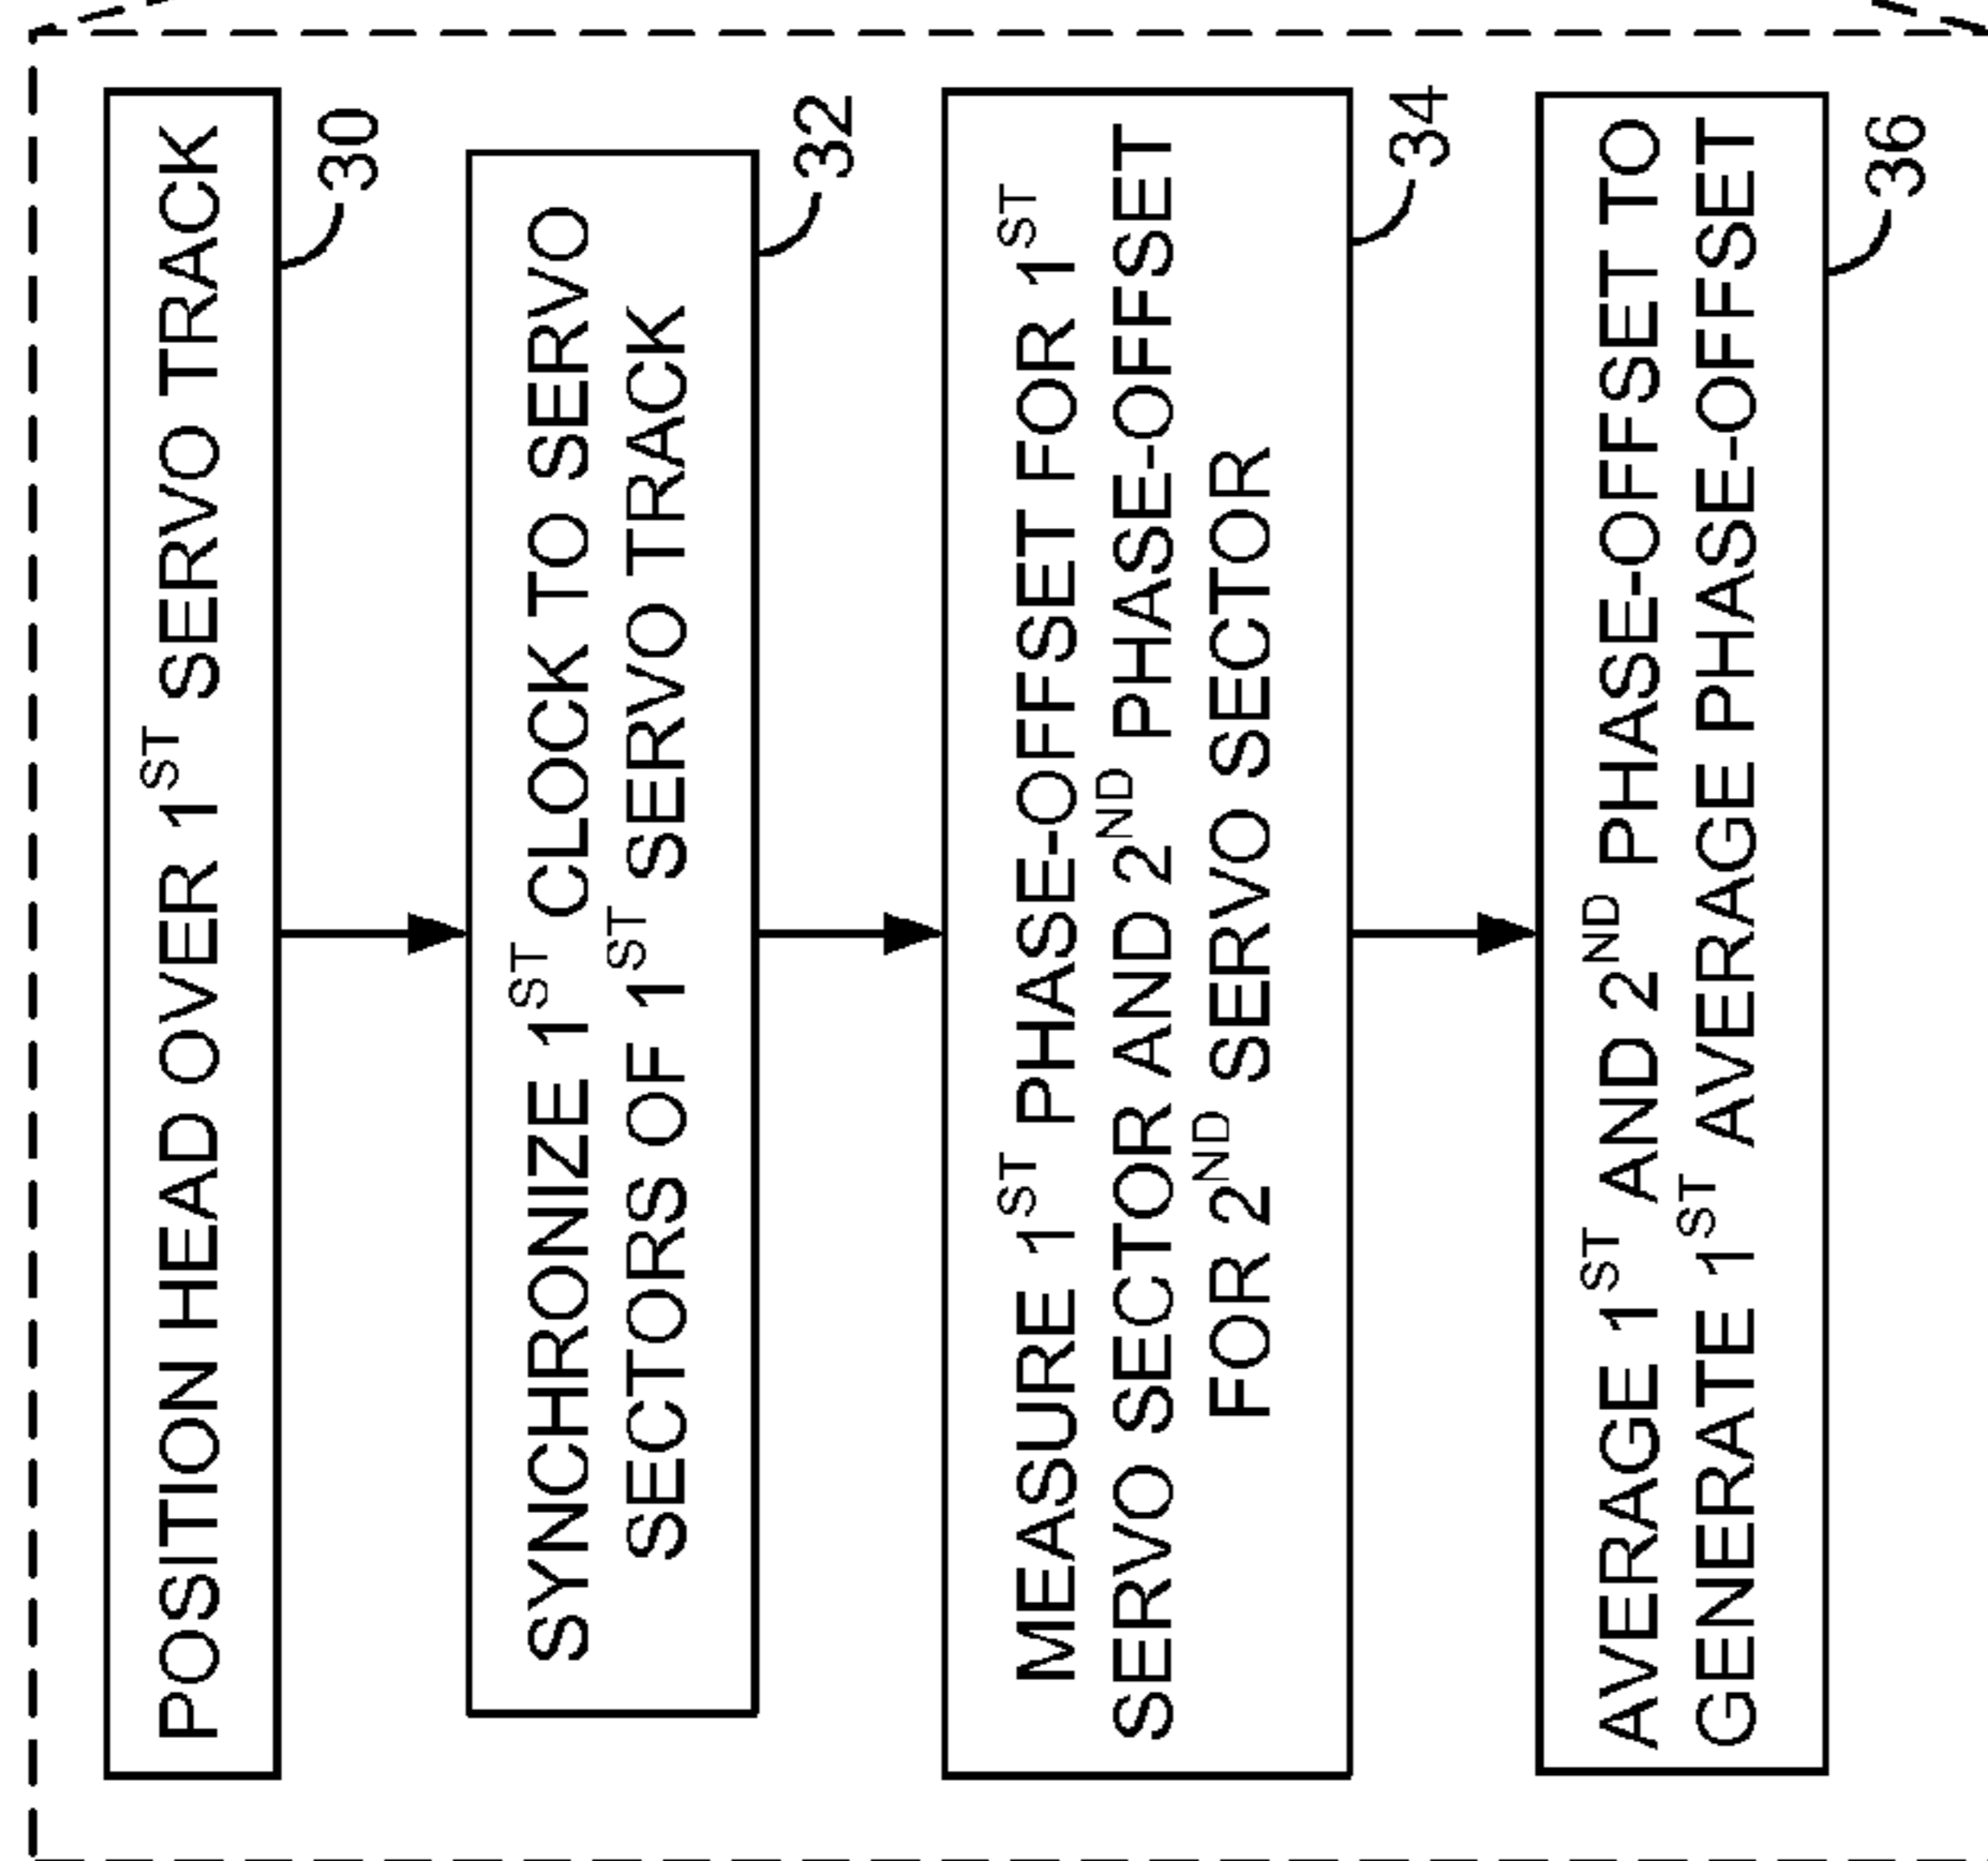 POSITION HEAD OVER 1ST SERVO TRACK
30
SYNCHRONIZE 1ST CLOCK TO SERVO
SECTORS OF 1ST SERVO TRACK
32
MEASURE 1ST PHASE-OFFSET FOR 1ST
SERVO SECTOR AND 2ND PHASE-OFFSET
FOR 2ND SERVO SECTOR
34
AVERAGE 1ST AND 2ND PHASE-OFFSET TO
GENERATE 1ST AVERAGE PHASE-OFFSET
36